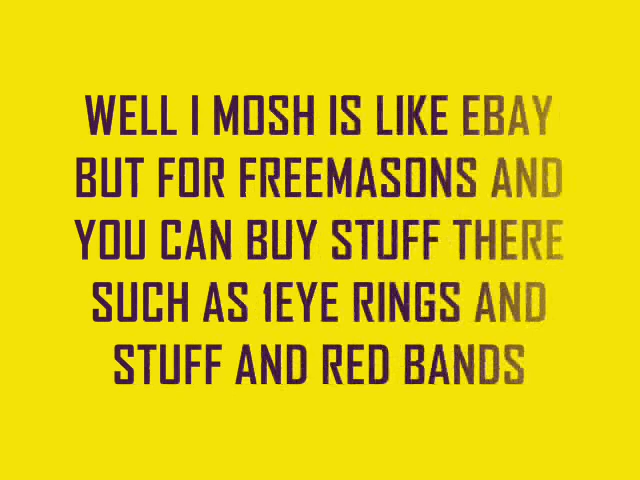 WELL I MOSH IS LIKE EBAY
BUT FOR FREEMASONS AND
YOU CAN BUY STUFF THERE
SUCH AS 1EYE RINGS AND
STUFF AND RED BANDS